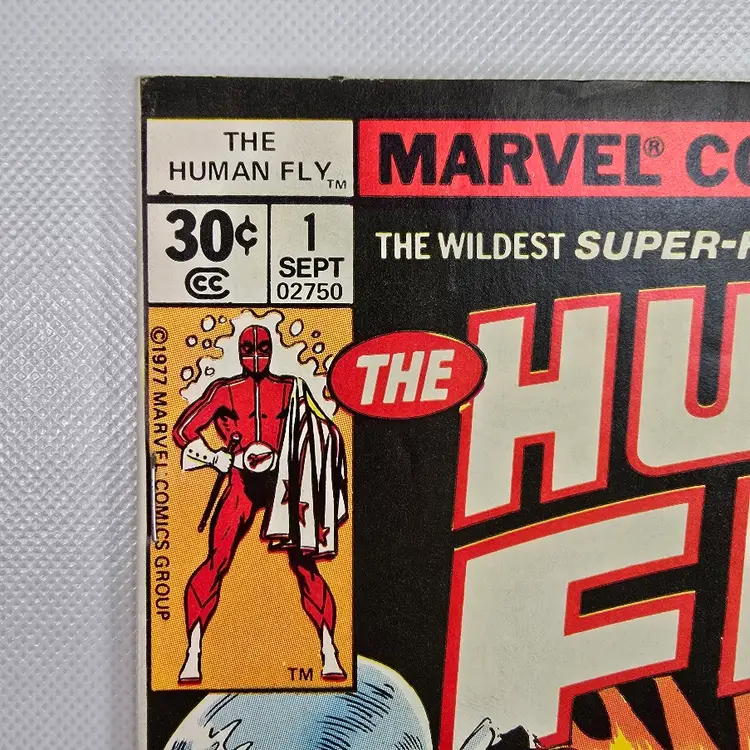 THE
HUMAN FLY™
MARVEL® CO
30¢
CC
1
SEPT
02750
THE WILDEST SUPER-H
©1977 MARVEL COMICS GROUP
THE
HU
F
TM